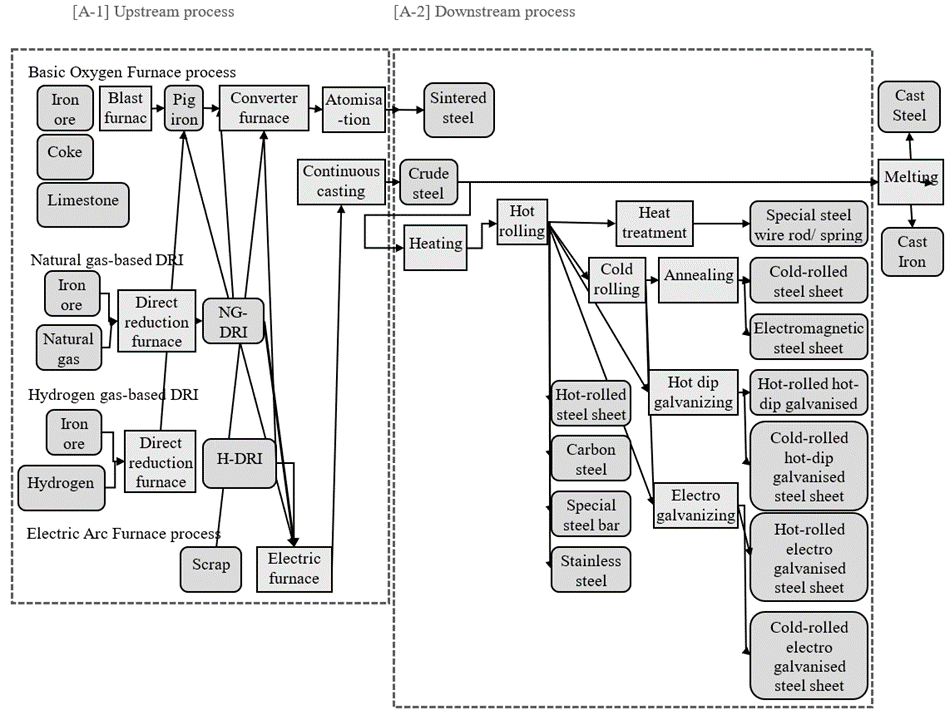 [A-1] Upstream process
[A-2] Downstream process
Basic Oxygen Furnace process
Iron
ore
Blast
furnac
Pig
iron
Converter
furnace
Atomisa
-tion
Sintered
steel
Cast
Steel
Coke
Limestone
Continuous
casting
Crude
steel
Melting
Cast
Iron
Heating
Hot
rolling
Heat
treatment
Special steel
wire rod/ spring
Natural gas-based DRI
Iron
ore
Natural
gas
Direct
reduction
furnace
NG-
DRI
Cold
rolling
Annealing
Cold-rolled
steel sheet
Electromagnetic
steel sheet
Hot dip
galvanizing
Hot-rolled hot-
dip galvanised
Cold-rolled
hot-dip
galvanised
steel sheet
Hydrogen gas-based DRI
Iron
ore
Hydrogen
Direct
reduction
furnace
H-DRI
Hot-rolled
steel sheet
Carbon
steel
Special
steel bar
Stainless
steel
Electro
galvanizing
Hot-rolled
electro
galvanised
steel sheet
Cold-rolled
electro
galvanised
steel sheet
Electric Arc Furnace process
Scrap
Electric
furnace